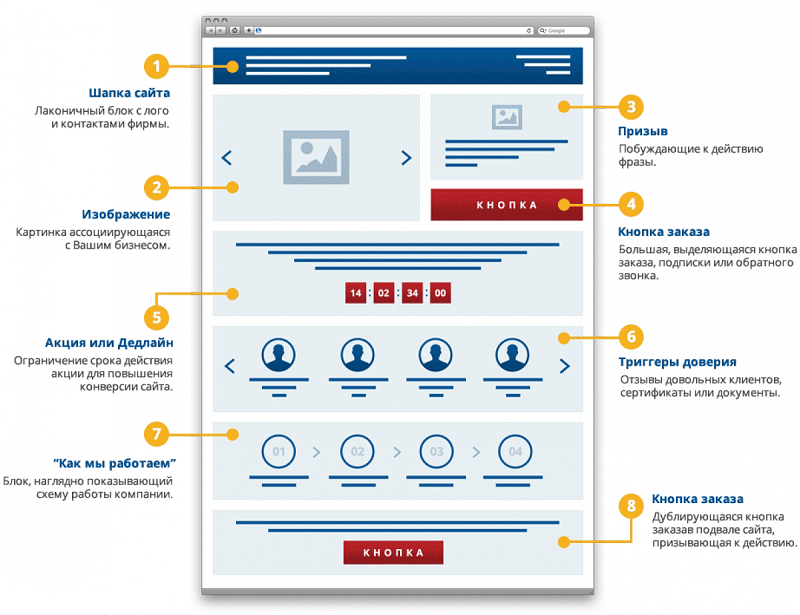 Google
1
Шапка сайта
Лаконичный блок с лого
и контактами фирмы.
2
Изображение
Картинка ассоциирующаяся
с Вашим бизнесом.
3
Призыв
Побуждающие к действию
фразы.
4
КНОПКА
Кнопка заказа
Большая, выделяющаяся кнопка
заказа, подписки или обратного
звонка.
14 : 02 : 34 : 00
5
Акция или Дедлайн
Ограничение срока действия
акции для повышения
конверсии сайта.
6
Триггеры доверия
Отзывы довольных клиентов,
сертификаты или документы.
7
"Как мы работаем"
Блок, наглядно показывающий
схему работы компании.
01 02 03 04
8
Кнопка заказа
Дублирующаяся кнопка
заказав подвале сайта,
призывающая к действию.
КНОПКА